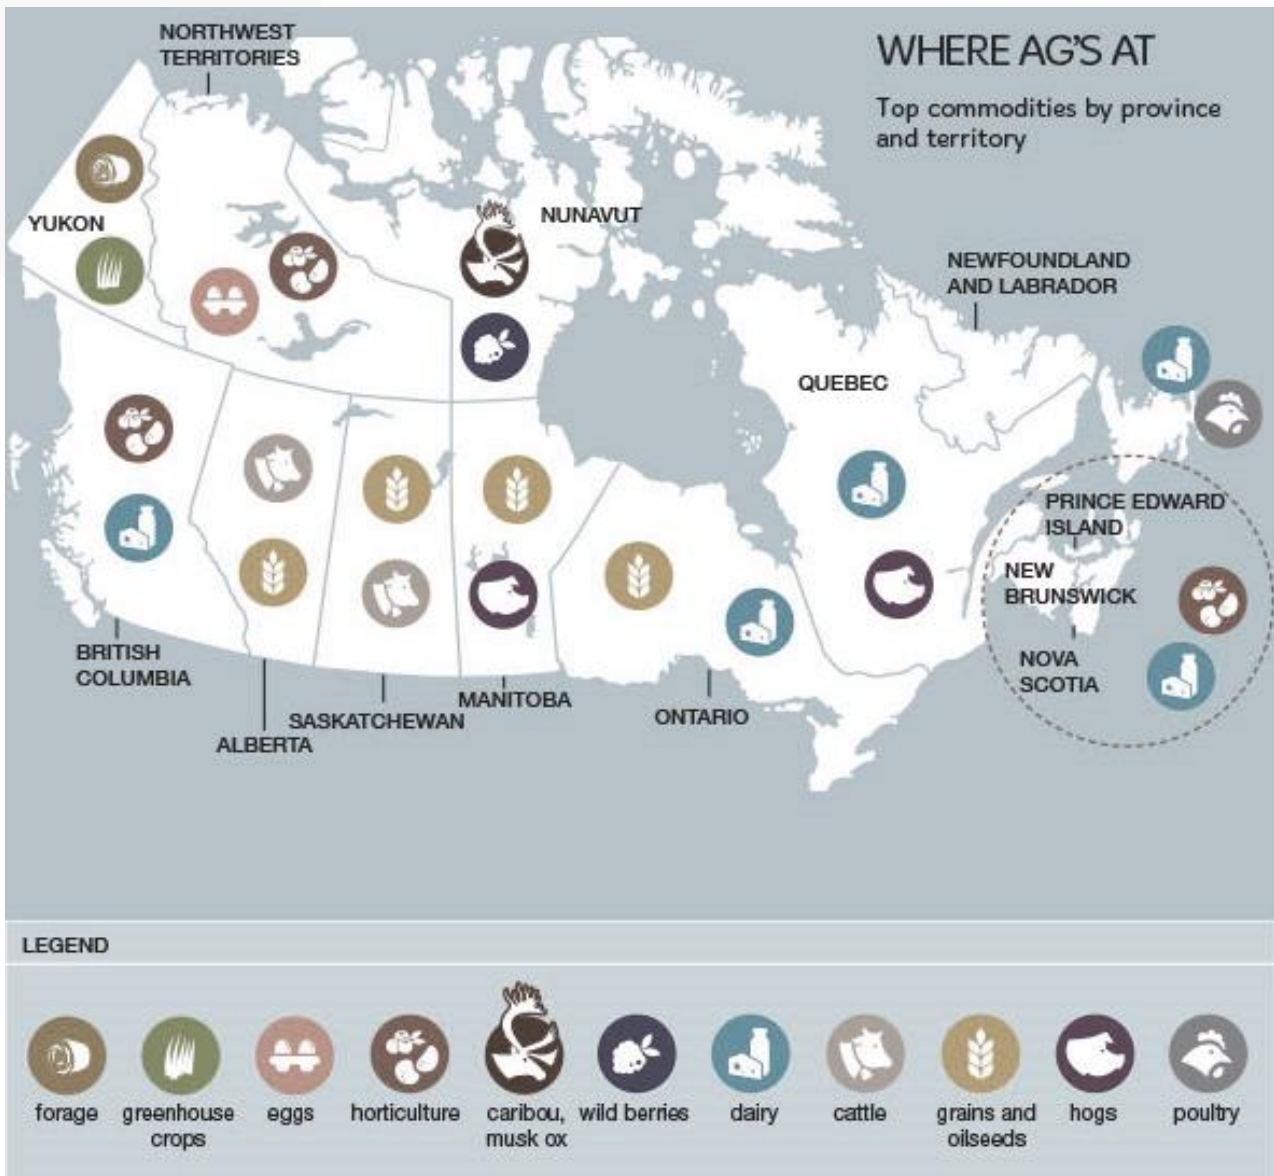 WHERE AG'S AT
Top commodities by province
and territory
NORTHWEST
TERRITORIES
YUKON
NUNAVUT
NEWFOUNDLAND
AND LABRADOR
QUEBEC
PRINCE EDWARD
ISLAND
NEW
BRUNSWICK
NOVA
SCOTIA
BRITISH
COLUMBIA
ALBERTA
SASKATCHEWAN
MANITOBA
ONTARIO
LEGEND
forage
greenhouse
crops
eggs
horticulture
caribou,
musk ox
wild berries
dairy
cattle
grains and
oilseeds
hogs
poultry